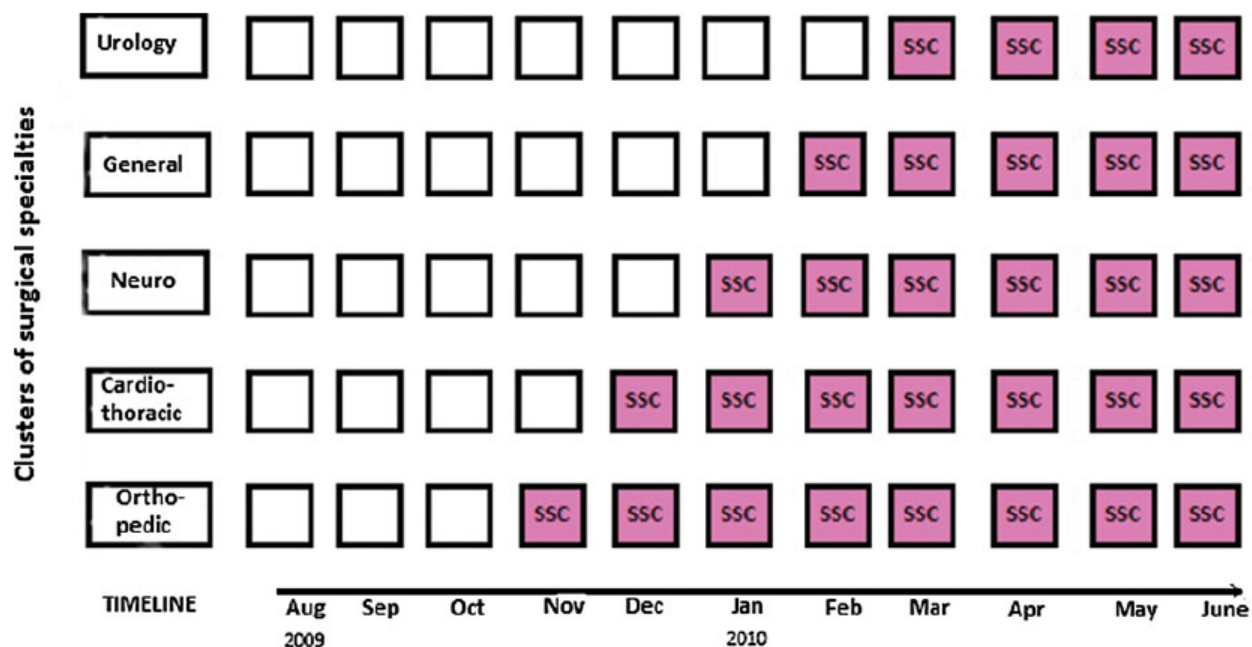 Clusters of surgical specialties
Urology
SSC SSC SSC SSC
General
SSC SSC SSC SSC SSC
Neuro
SSC SSC SSC SSC SSC SSC
Cardio-
thoracic
SSC SSC SSC SSC SSC SSC SSC
Ortho-
pedic
SSC SSC SSC SSC SSC SSC SSC SSC
TIMELINE Aug Sep Oct Nov Dec Jan Feb Mar Apr May June
2009 2010